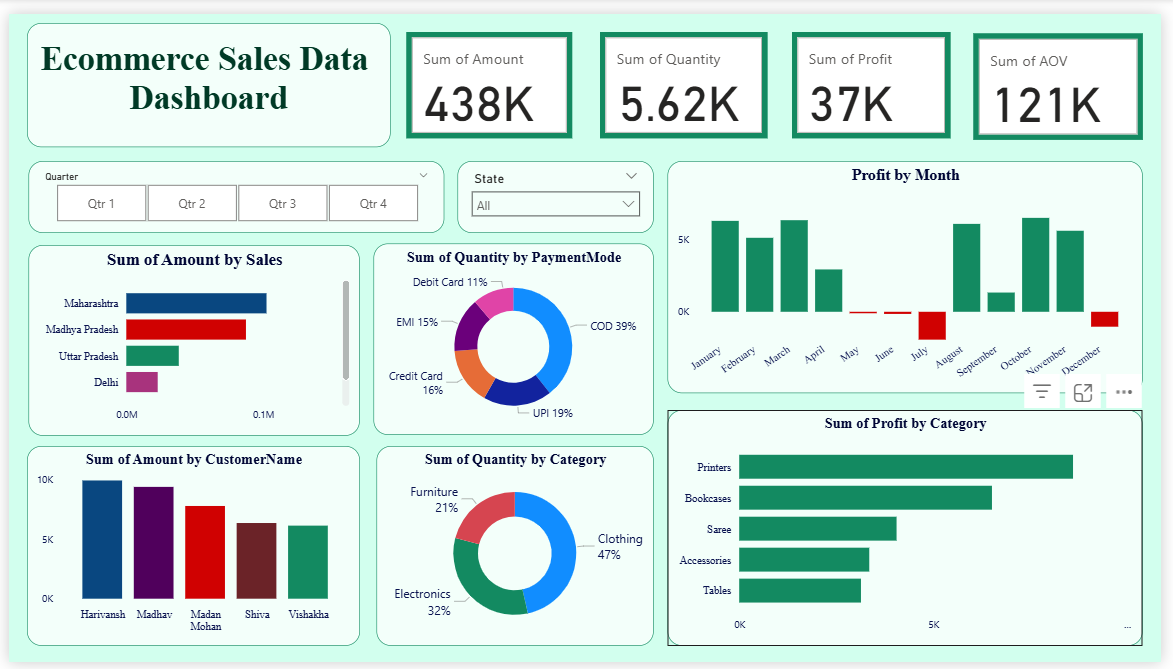 Ecommerce Sales Data
Dashboard
Sum of Amount
438K
Sum of Quantity
5.62K
Sum of Profit
37K
Sum of AOV
121K
Quarter
Qtr 1
Qtr 2
Qtr 3
Qtr 4
State
All
Profit by Month
5K
0K
January
February
March
April
May
June
July
August
September
October
November
December
Sum of Amount by Sales
Maharashtra
Madhya Pradesh
Uttar Pradesh
Delhi
0.0M
0.1M
Sum of Quantity by PaymentMode
Debit Card 11%
EMI 15%
Credit Card
16%
COD 39%
UPI 19%
Sum of Amount by CustomerName
10K
5K
0K
Harivansh
Madhav
Madan
Mohan
Shiva
Vishakha
Sum of Quantity by Category
Furniture
21%
Clothing
47%
Electronics
32%
Sum of Profit by Category
Printers
Bookcases
Saree
Accessories
Tables
0K
5K
...